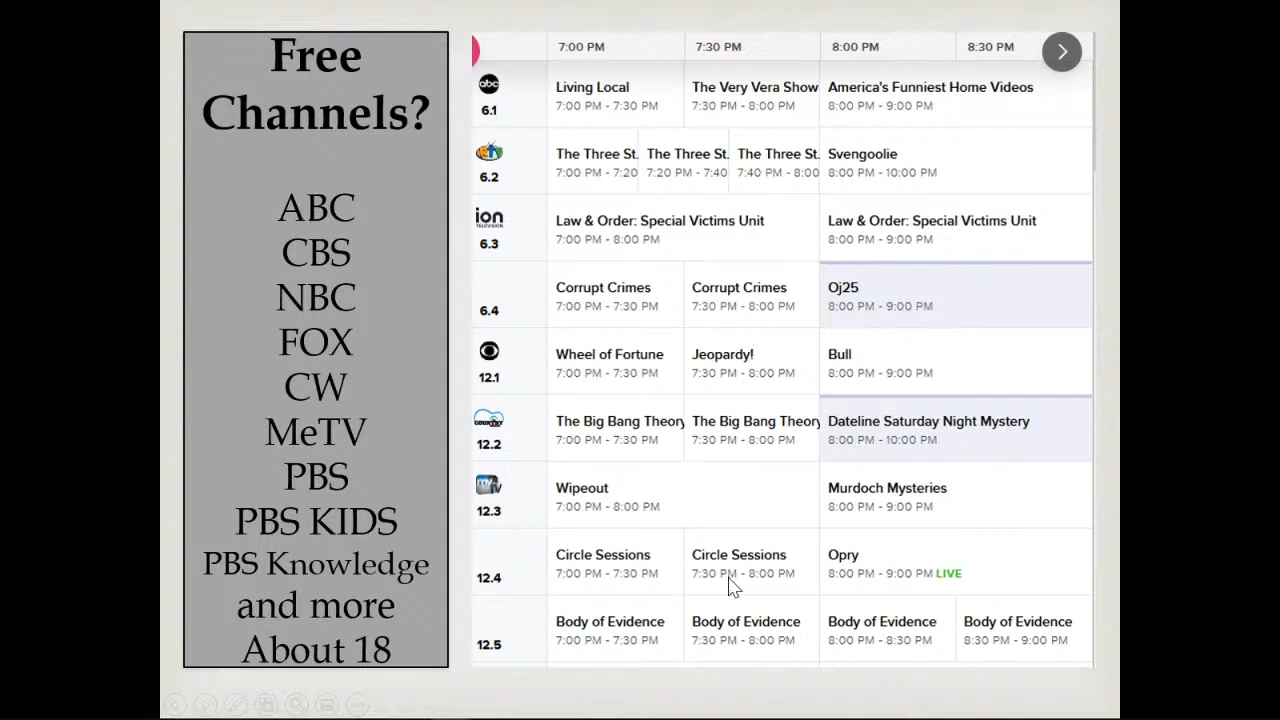 Free
Channels?
ABC
CBS
NBC
FOX
CW
MeTV
PBS
PBS KIDS
PBS Knowledge
and more
About 18
7:00 PM 7:30 PM 8:00 PM 8:30 PM
abc Living Local The Very Vera Show America's Funniest Home Videos
6.1 7:00 PM - 7:30 PM 7:30 PM - 8:00 PM 8:00 PM - 9:00 PM
The Three St. The Three St. The Three St. Svengoolie
6.2 7:00 PM - 7:20 7:20 PM - 7:40 7:40 PM - 8:00 8:00 PM - 10:00 PM
ion TELEVISION Law & Order: Special Victims Unit Law & Order: Special Victims Unit
6.3 7:00 PM - 8:00 PM 8:00 PM - 9:00 PM
Corrupt Crimes Corrupt Crimes Oj25
6.4 7:00 PM - 7:30 PM 7:30 PM - 8:00 PM 8:00 PM - 9:00 PM
Wheel of Fortune Jeopardy! Bull
12.1 7:00 PM - 7:30 PM 7:30 PM - 8:00 PM 8:00 PM - 9:00 PM
The Big Bang Theory The Big Bang Theory Dateline Saturday Night Mystery
12.2 7:00 PM - 7:30 PM 7:30 PM - 8:00 PM 8:00 PM - 10:00 PM
Wipeout Murdoch Mysteries
12.3 7:00 PM - 8:00 PM 8:00 PM - 9:00 PM
Circle Sessions Circle Sessions Opry
12.4 7:00 PM - 7:30 PM 7:30 PM - 8:00 PM 8:00 PM - 9:00 PM LIVE
Body of Evidence Body of Evidence Body of Evidence Body of Evidence
12.5 7:00 PM - 7:30 PM 7:30 PM - 8:00 PM 8:00 PM - 8:30 PM 8:30 PM - 9:00 PM